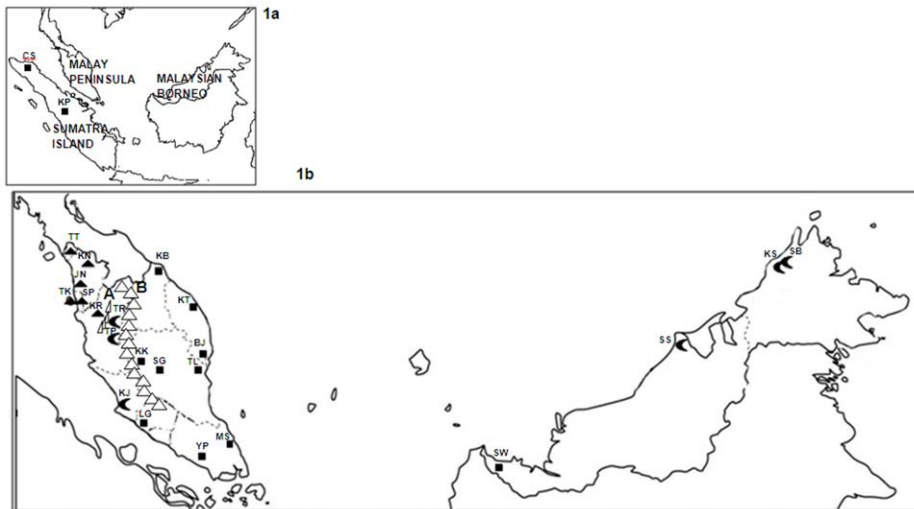 1a
CS
MALAY
PENINSULA
MALAYSIAN
BORNEO
KP
SUMATRA
ISLAND
1b
TT
KN
KB
JN
TK SP
A B
KR TR
KT
TP
KK SG
BJ
TL
KJ
LG
YP MS
KS SB
SS
SW